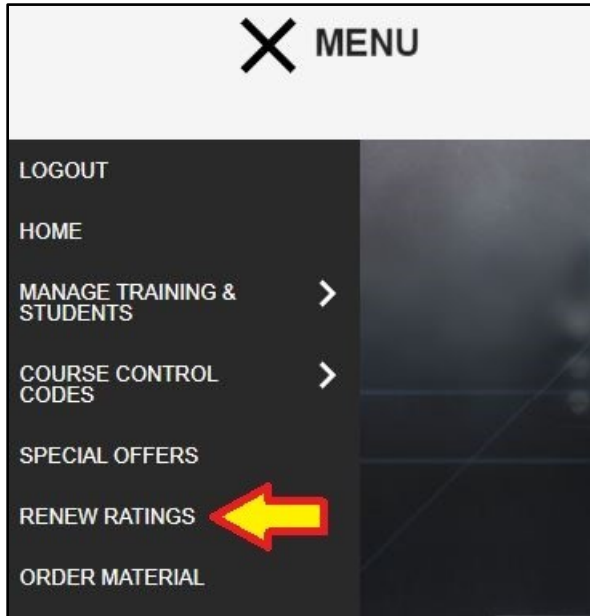 MENU
LOGOUT
HOME
MANAGE TRAINING &
STUDENTS
COURSE CONTROL
CODES
SPECIAL OFFERS
RENEW RATINGS
ORDER MATERIAL